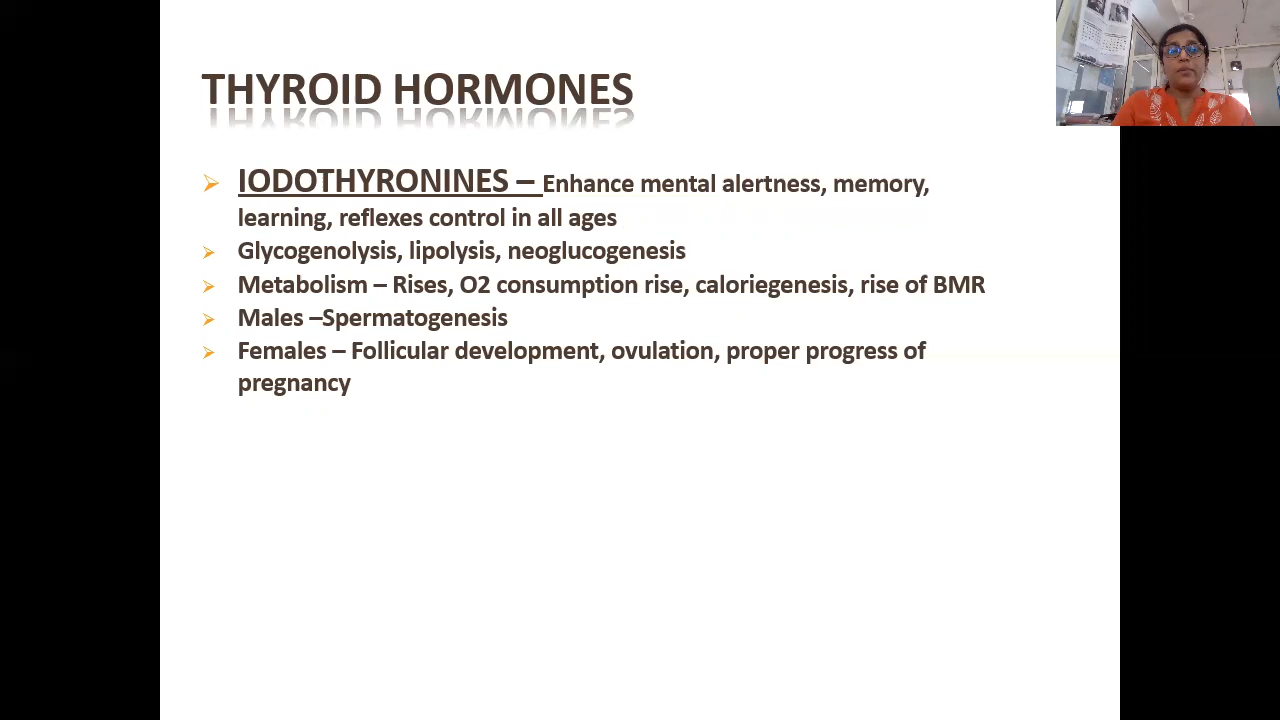 THYROID HORMONES
IODOTHYRONINES – Enhance mental alertness, memory,
learning, reflexes control in all ages
Glycogenolysis, lipolysis, neoglucogenesis
Metabolism – Rises, O2 consumption rise, caloriegenesis, rise of BMR
Males –Spermatogenesis
Females – Follicular development, ovulation, proper progress of
pregnancy